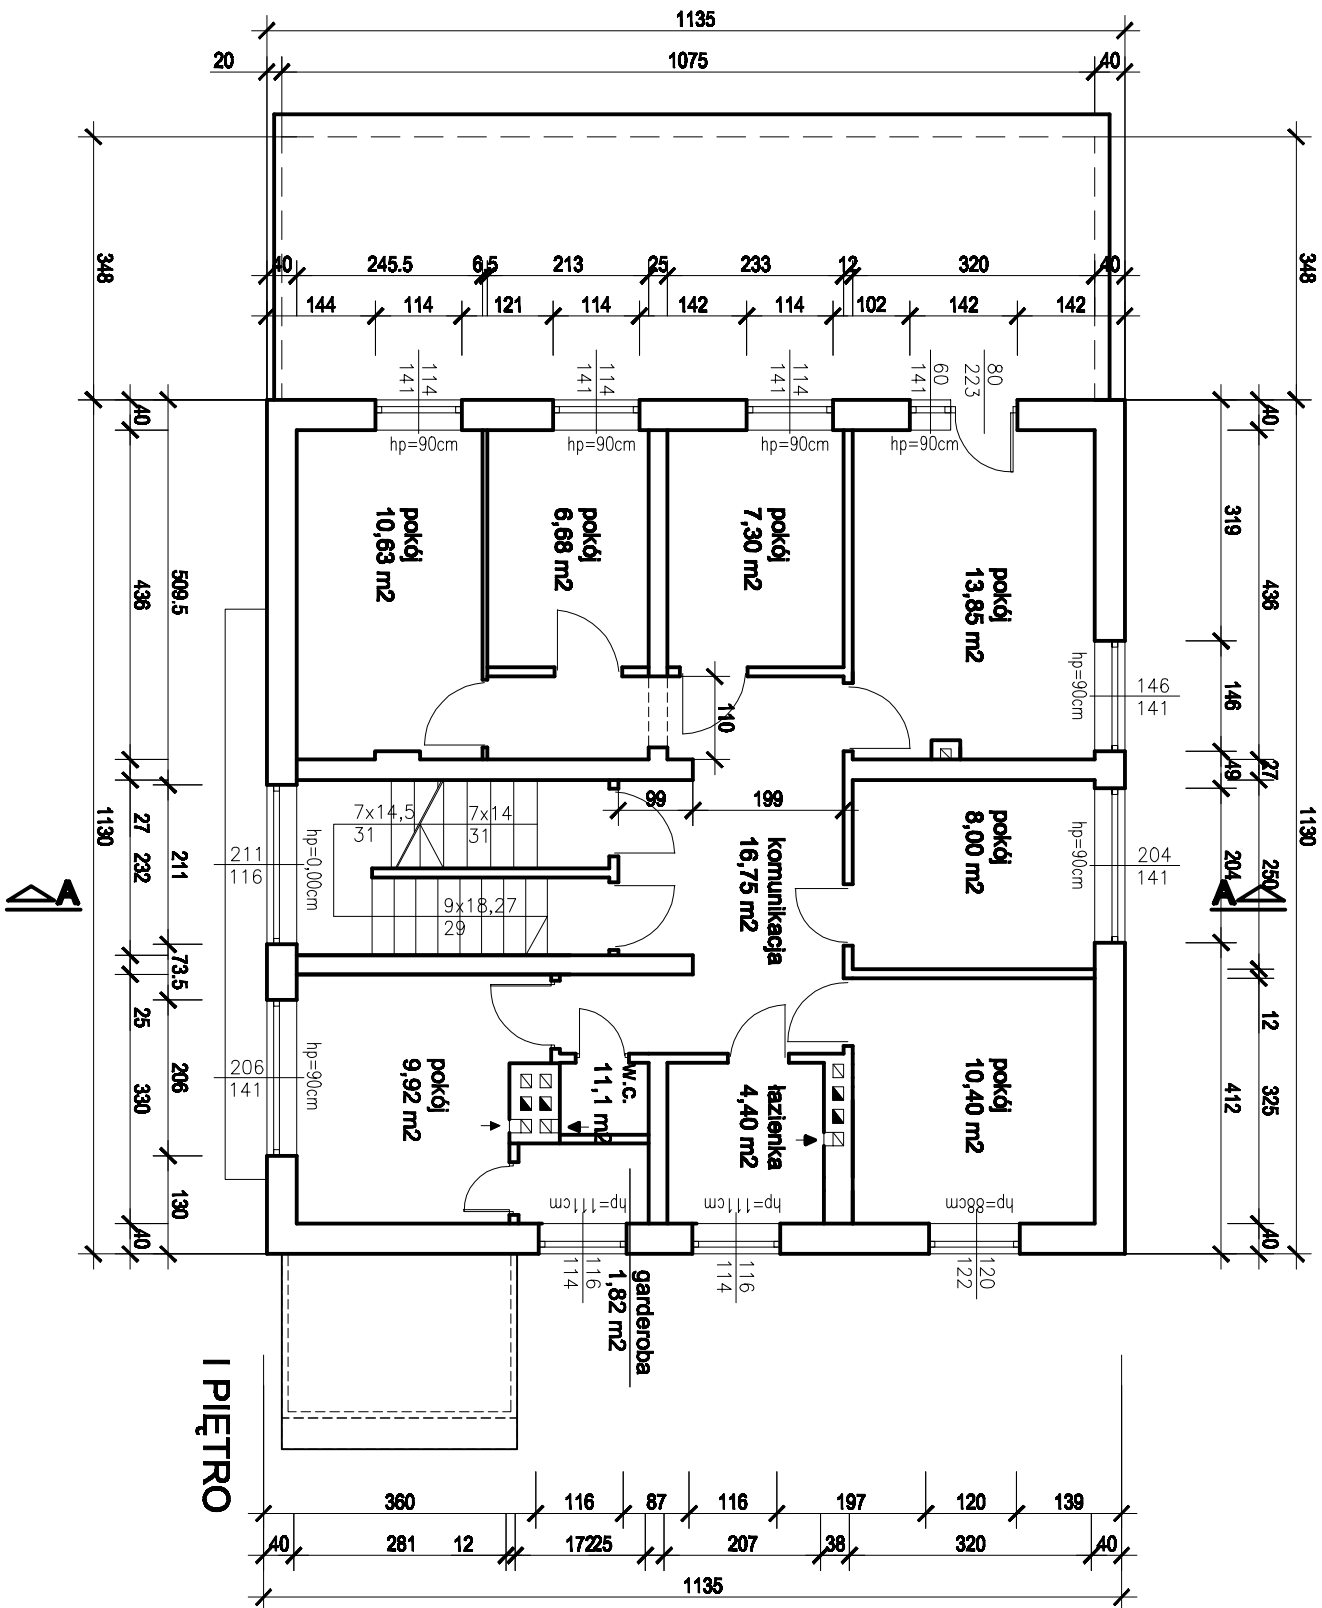 1135
20
1075
40
348
348
40
245.5
6.5
213
25
233
12
320
40
144
114
121
114
142
114
102
142
142
114
141
114
141
114
141
60
141
80
223
hp=90cm
hp=90cm
hp=90cm
hp=90cm
40
40
pokój
10,63 m2
pokój
6,68 m2
pokój
7,30 m2
pokój
13,85 m2
319
436
436
509.5
hp=90cm
146
141
146
110
49
27
7x14,5
31
7x14
31
99
199
1130
27
232
211
211
116
hp=0,00cm
9x18,27
29
komunikacja
16,75 m2
pokój
8,00 m2
hp=90cm
204
141
204
250
1130
A
A
73.5
25
330
206
206
141
hp=90cm
pokój
9,92 m2
w.c.
11,1 m2
łazienka
4,40 m2
pokój
10,40 m2
12
325
412
130
40
hp=111cm
hp=111cm
hp=88cm
40
116
114
116
114
120
122
garderoba
1,82 m2
I PIĘTRO
360
116
87
116
197
120
139
40
281
12
172
25
207
38
320
40
1135